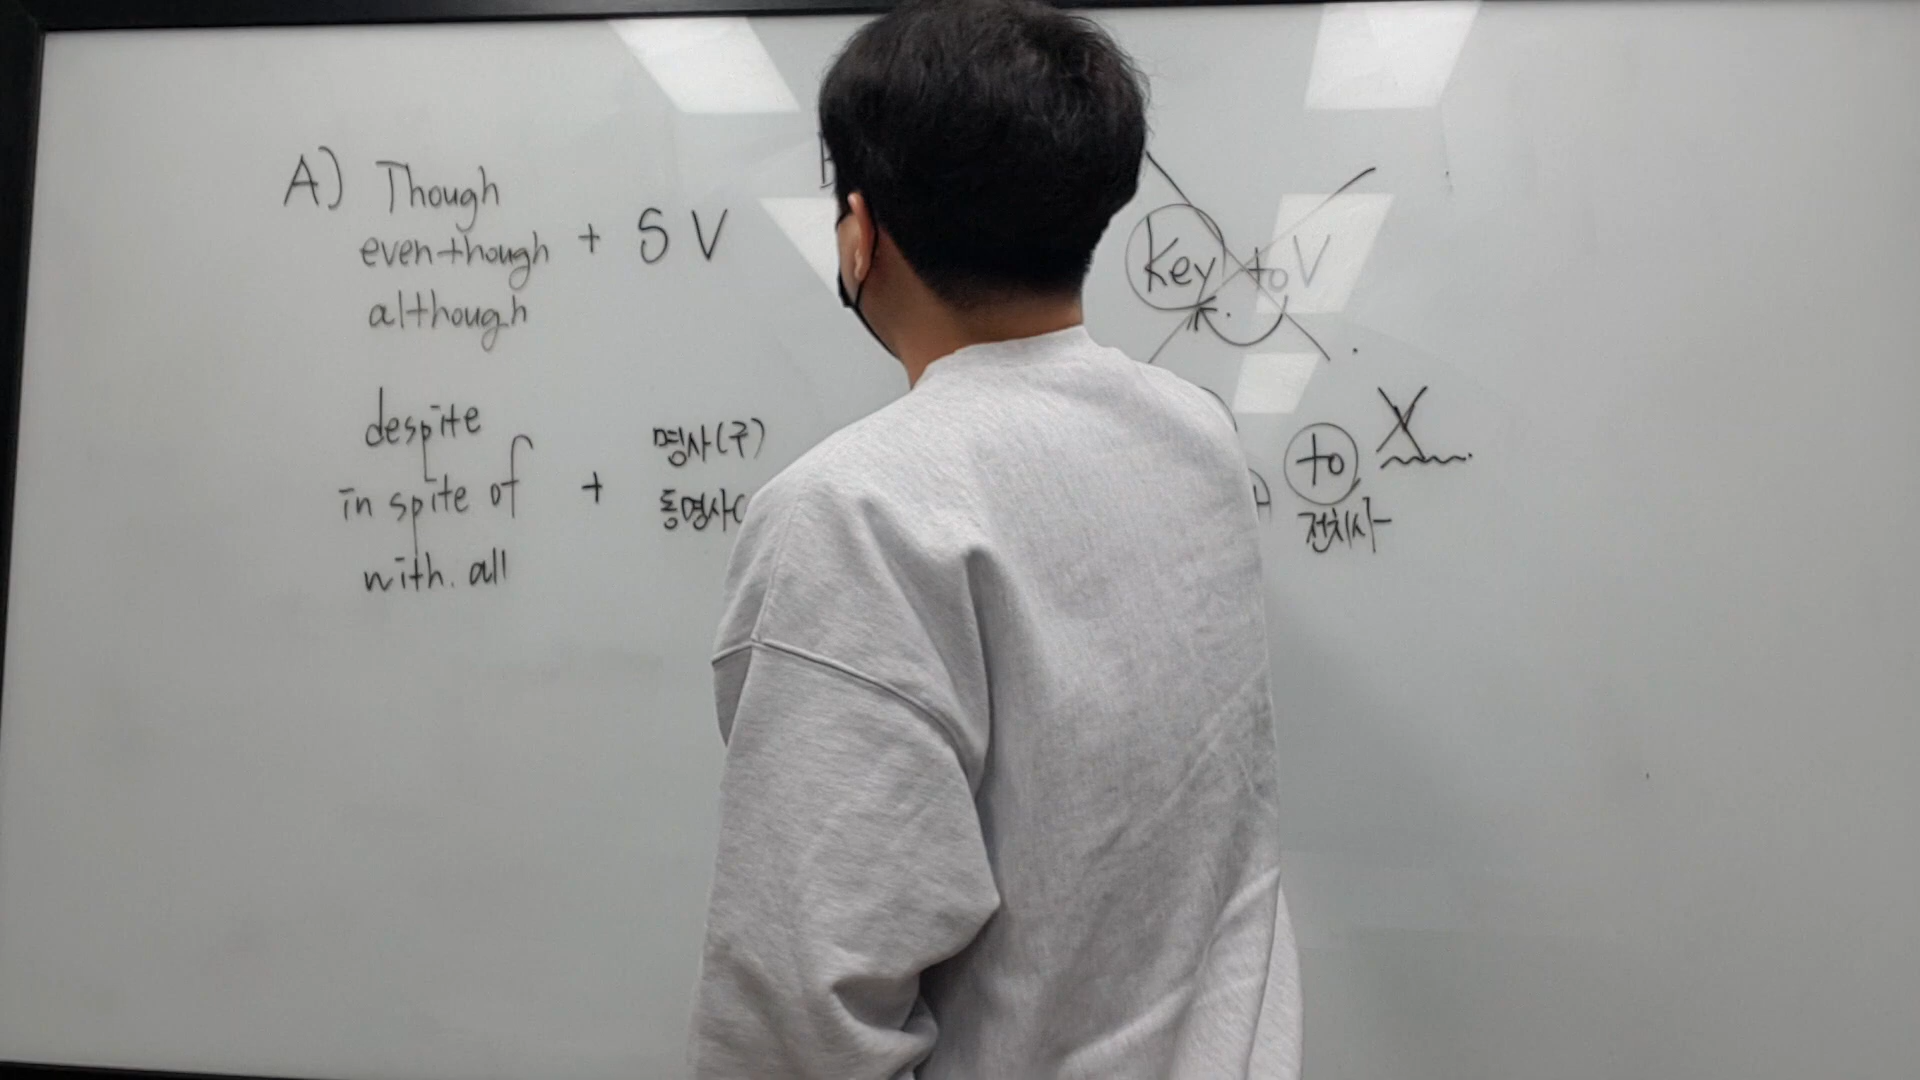 A) Though
even though + S V
although
despite
in spite of + 명사(구)
동명사(
with. all
key to V
to
전치사